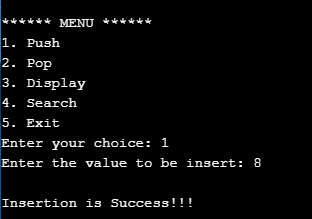 ****** MENU ******
1. Push
2. Pop
3. Display
4. Search
5. Exit
Enter your choice: 1
Enter the value to be insert: 8
Insertion is Success!!!